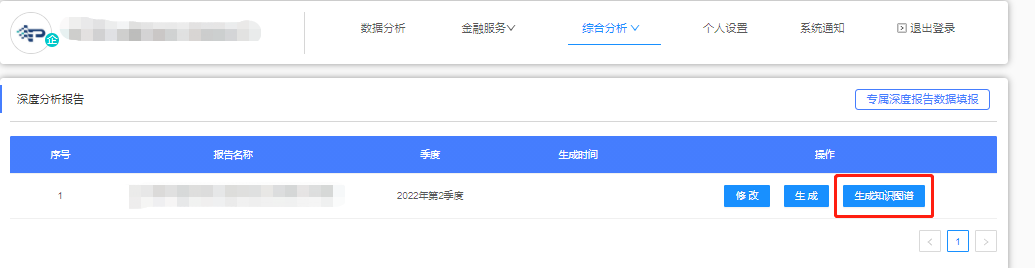 企
数据分析 金融服务 综合分析 个人设置 系统通知 退出登录
深度分析报告 专属深度报告数据填报
序号 报告名称 季度 生成时间 操作
1 2022年第2季度 修改 生成 生成知识图谱
1